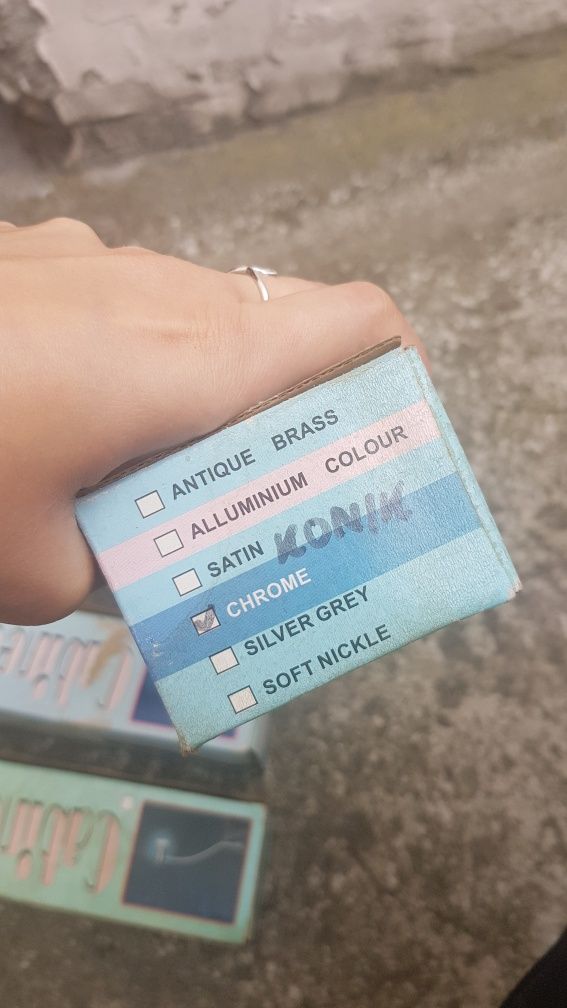 ANTIQUE BRASS
ALLUMINIUM COLOUR
SATIN KONIK
CHROME
SILVER GREY
SOFT NICKLE